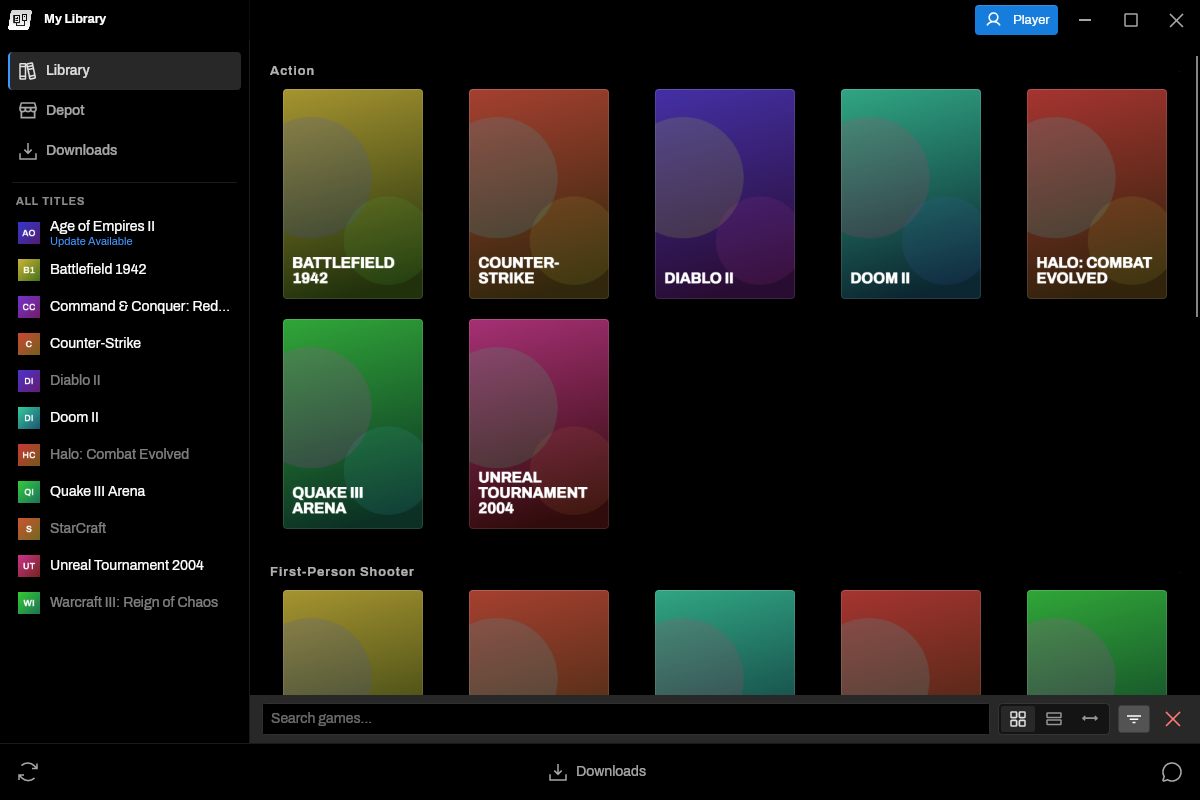 My Library
Player
Library
Depot
Downloads
ALL TITLES
AO Age of Empires II
Update Available
B1 Battlefield 1942
CC Command & Conquer: Red...
C Counter-Strike
DI Diablo II
DI Doom II
HC Halo: Combat Evolved
QI Quake III Arena
S StarCraft
UT Unreal Tournament 2004
WI Warcraft III: Reign of Chaos
Action
BATTLEFIELD
1942
COUNTER-
STRIKE
DIABLO II
DOOM II
HALO: COMBAT
EVOLVED
QUAKE III
ARENA
UNREAL
TOURNAMENT
2004
First-Person Shooter
Search games...
Downloads